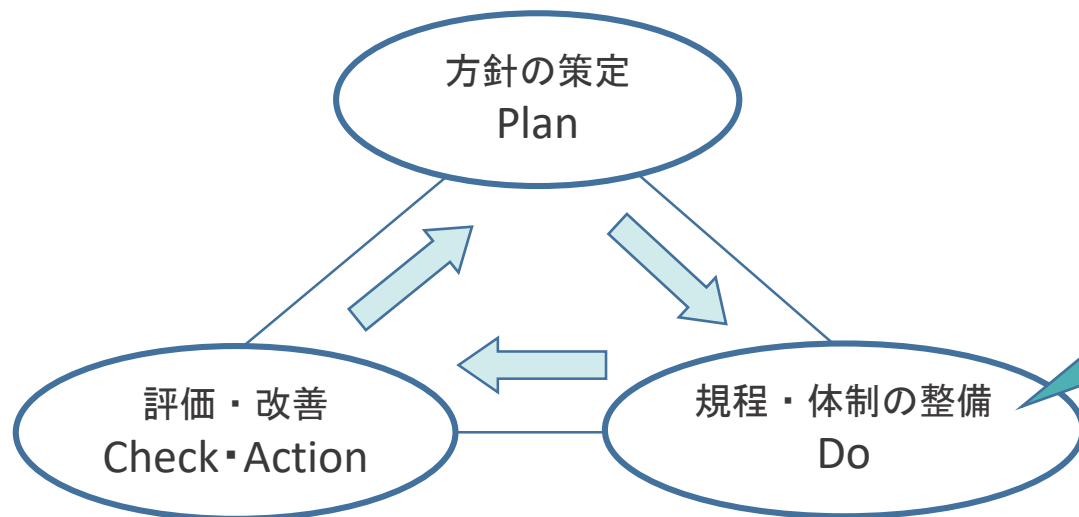 方針の策定
Plan
評価・改善
Check▪Action
規程・体制の整備
Do